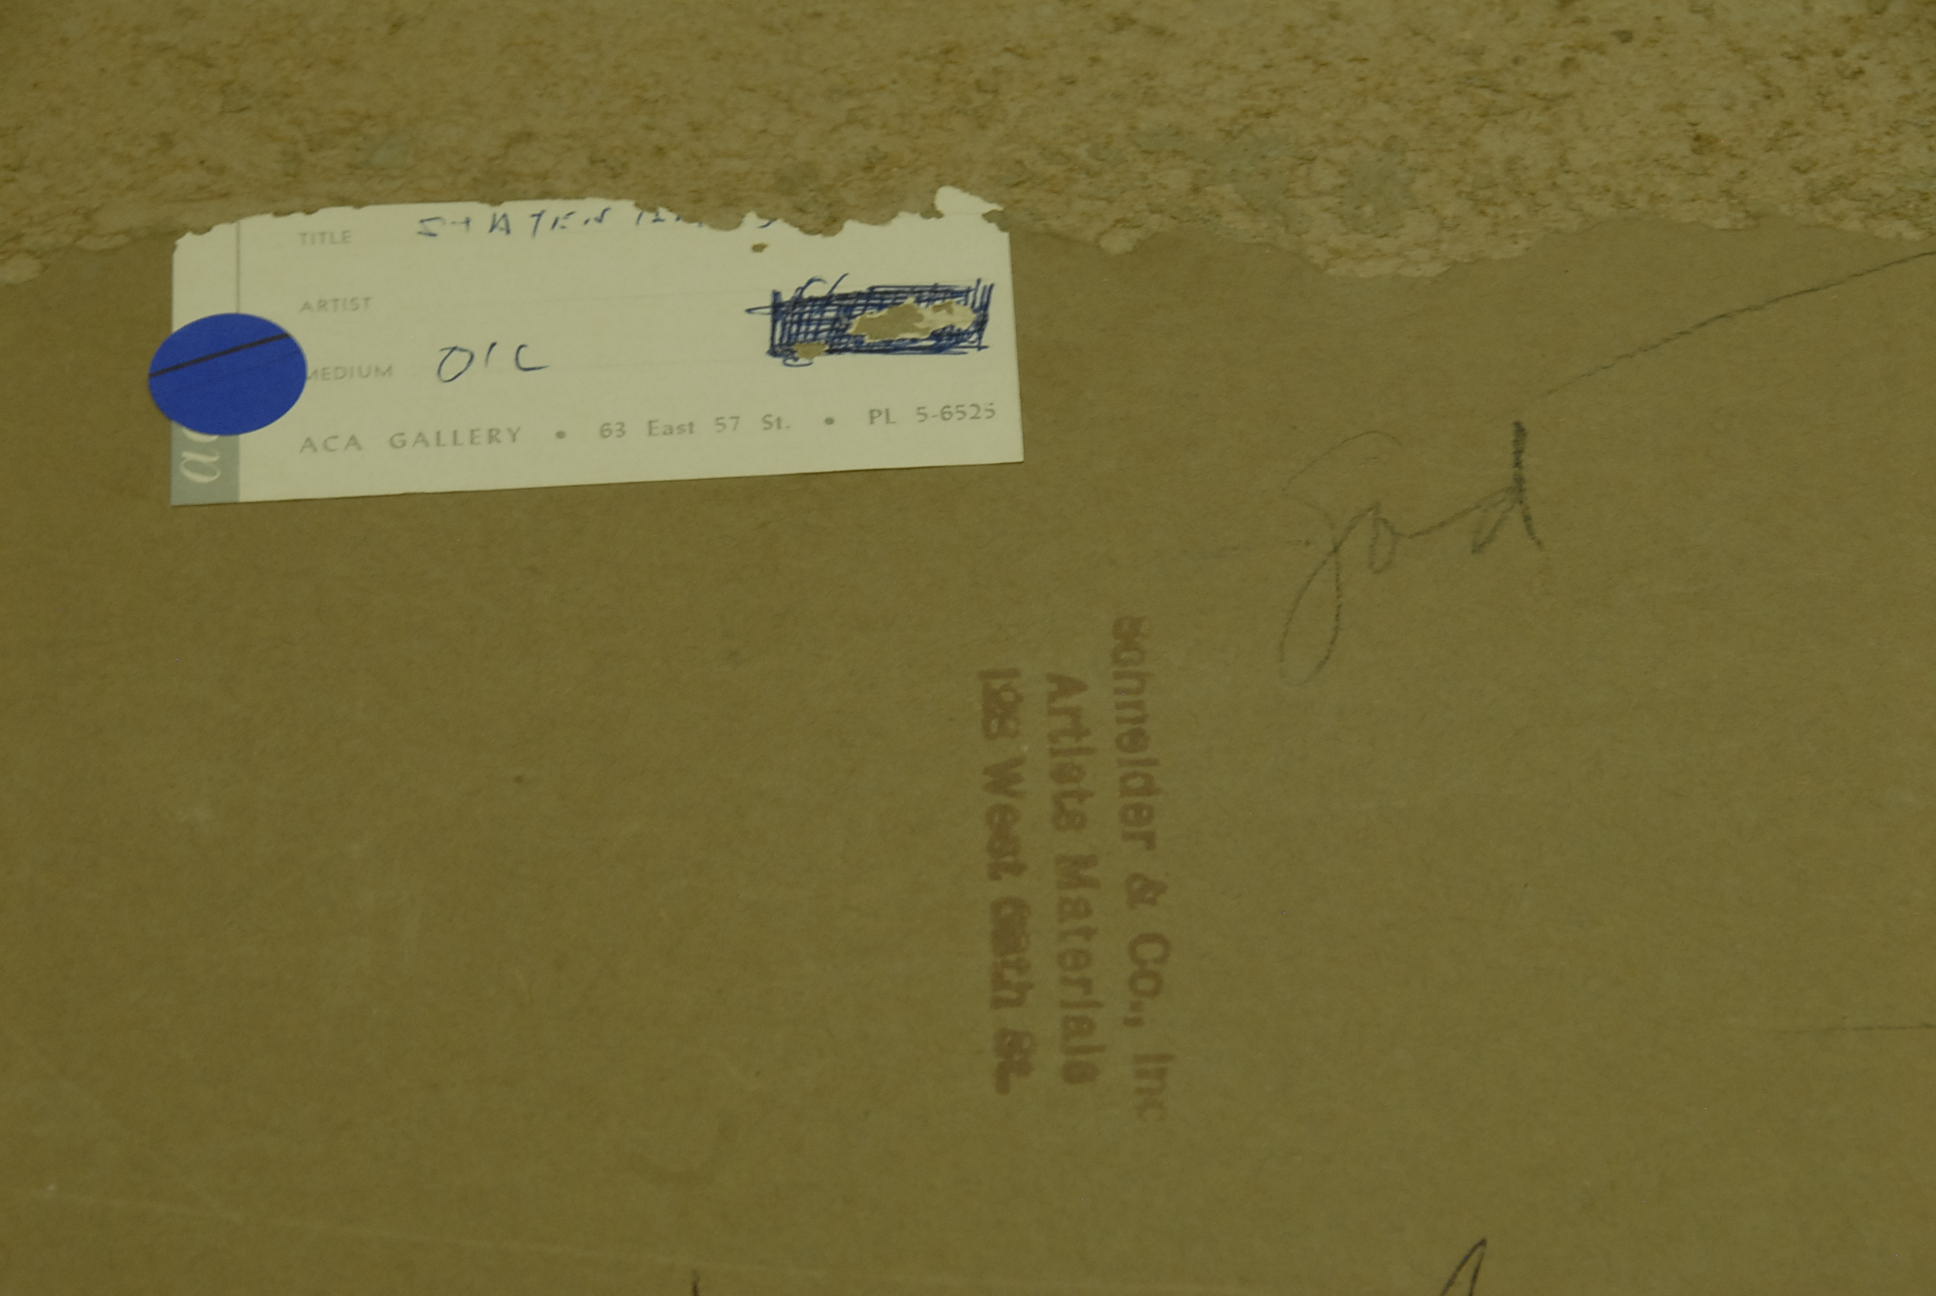 TITLE STATEN
ARTIST
MEDIUM OIL
ACA GALLERY • 63 East 57 St. • PL 5-6525
a
Schneider & Co., Inc
Artists Materials
West St.